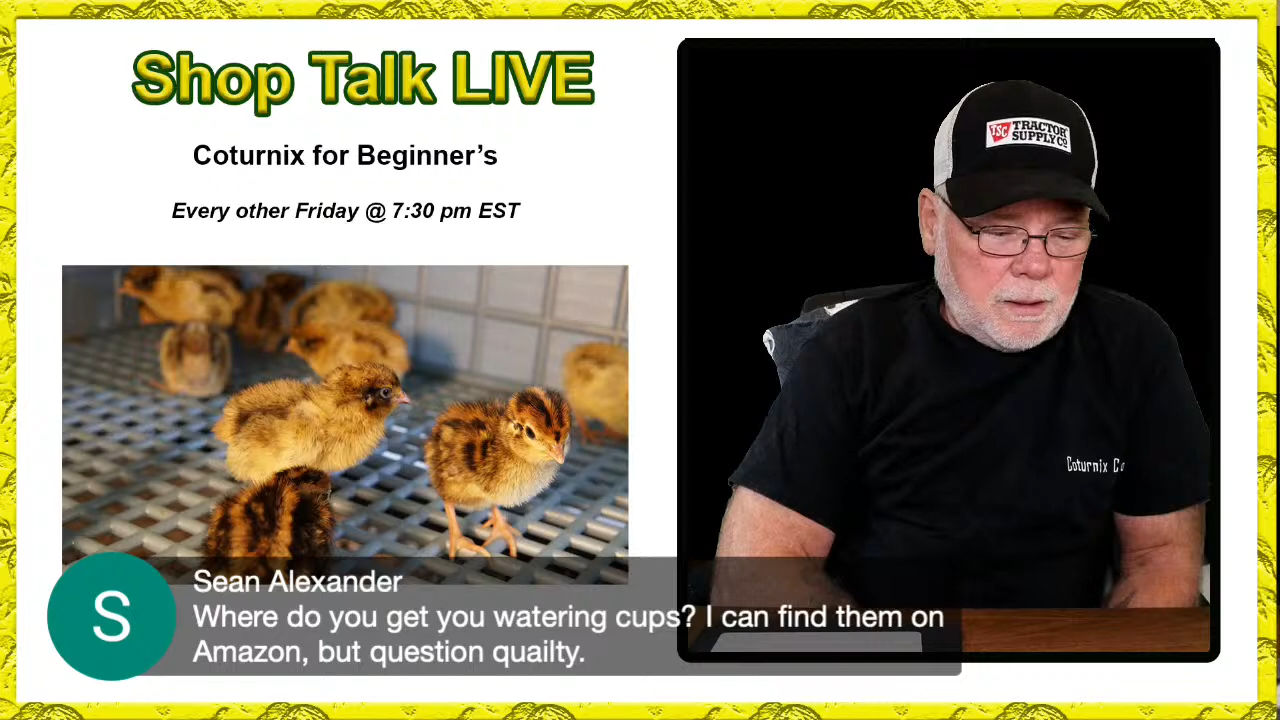 Shop Talk LIVE
Coturnix for Beginner's
Every other Friday @ 7:30 pm EST
TSC TRACTOR
SUPPLY CO
Coturnix Co
S
Sean Alexander
Where do you get you watering cups? I can find them on
Amazon, but question quailty.